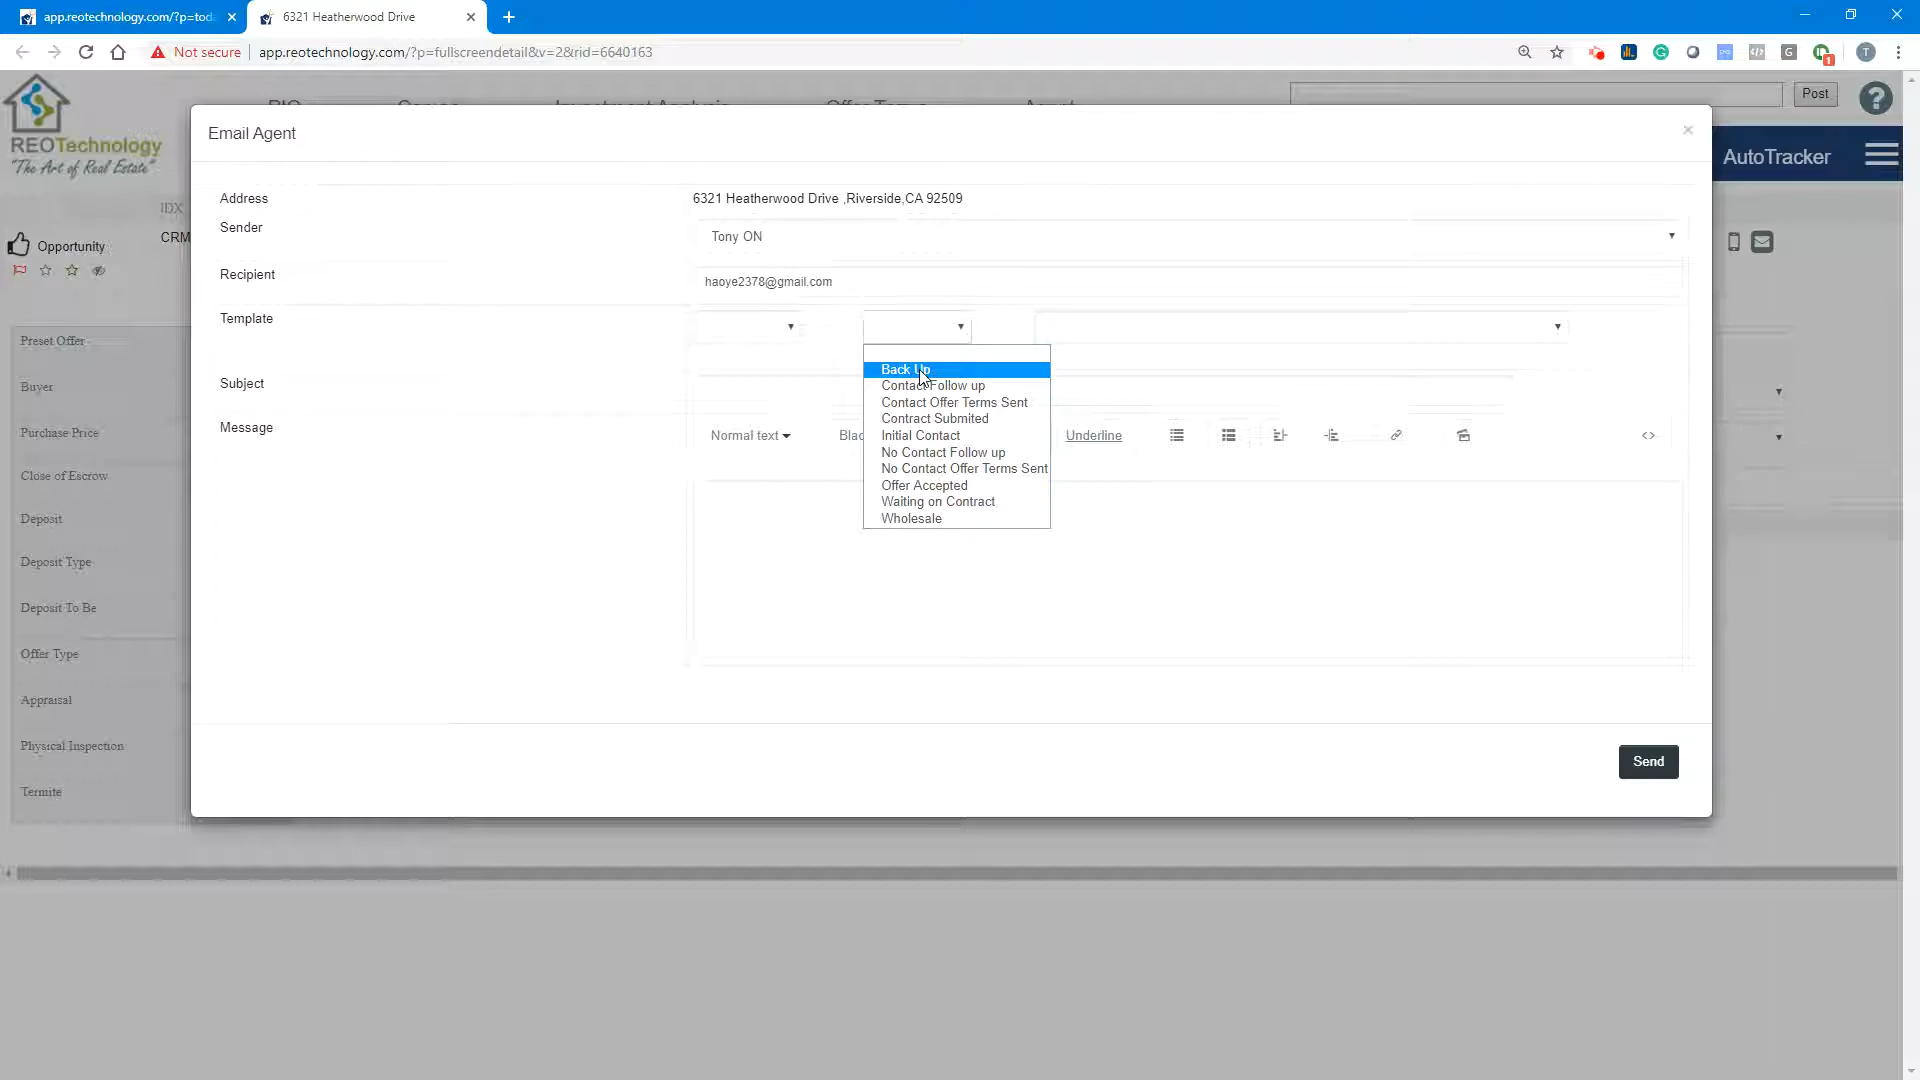 app.reotechnology.com/?p=tod
6321 Heatherwood Drive
Not secure
app.reotechnology.com/?p=fullscreendetail&v=2&rid=6640163
T
Post
?
REOTechnology
"The Art of Real Estate"
Email Agent
×
AutoTracker
Address
6321 Heatherwood Drive ,Riverside,CA 92509
IDX
Sender
Tony ON
CRM
Opportunity
Recipient
haoye2378@gmail.com
Template
Preset Offer
Back Up
Contact Follow up
Contact Offer Terms Sent
Contract Submited
Initial Contact
No Contact Follow up
No Contact Offer Terms Sent
Offer Accepted
Waiting on Contract
Wholesale
Subject
Buyer
Message
Normal text
Blac
Underline
Purchase Price
Close of Escrow
Deposit
Deposit Type
Deposit To Be
Offer Type
Appraisal
Physical Inspection
Termite
Send